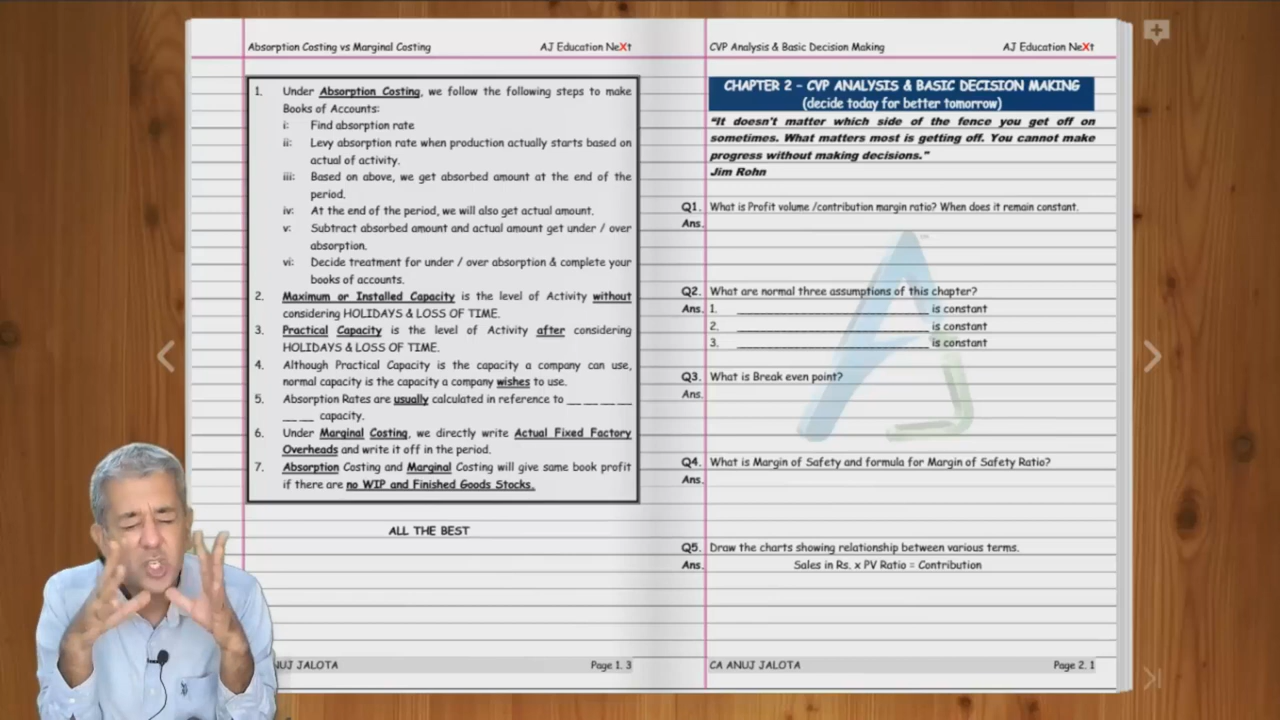 Absorption Costing vs Marginal Costing AJ Education NeXt
1. Under Absorption Costing, we follow the following steps to make
Books of Accounts:
i: Find absorption rate
ii: Levy absorption rate when production actually starts based on
actual of activity.
iii: Based on above, we get absorbed amount at the end of the
period.
iv: At the end of the period, we will also get actual amount.
v: Subtract absorbed amount and actual amount get under / over
absorption.
vi: Decide treatment for under / over absorption & complete your
books of accounts.
2. Maximum or Installed Capacity is the level of Activity without
considering HOLIDAYS & LOSS OF TIME.
3. Practical Capacity is the level of Activity after considering
HOLIDAYS & LOSS OF TIME.
4. Although Practical Capacity is the capacity a company can use,
normal capacity is the capacity a company wishes to use.
5. Absorption Rates are usually calculated in reference to __ __ __ __
__ __ capacity.
6. Under Marginal Costing, we directly write Actual Fixed Factory
Overheads and write it off in the period.
7. Absorption Costing and Marginal Costing will give same book profit
if there are no WIP and Finished Goods Stocks.
ALL THE BEST
NUJ JALOTA Page 1. 3
CVP Analysis & Basic Decision Making AJ Education NeXt
CHAPTER 2 – CVP ANALYSIS & BASIC DECISION MAKING
(decide today for better tomorrow)
"It doesn't matter which side of the fence you get off on
sometimes. What matters most is getting off. You cannot make
progress without making decisions."
Jim Rohn
Q1. What is Profit volume /contribution margin ratio? When does it remain constant.
Ans.
Q2. What are normal three assumptions of this chapter?
Ans. 1. ______________________________ is constant
2. ______________________________ is constant
3. ______________________________ is constant
Q3. What is Break even point?
Ans.
Q4. What is Margin of Safety and formula for Margin of Safety Ratio?
Ans.
Q5. Draw the charts showing relationship between various terms.
Ans. Sales in Rs. x PV Ratio = Contribution
CA ANUJ JALOTA Page 2. 1